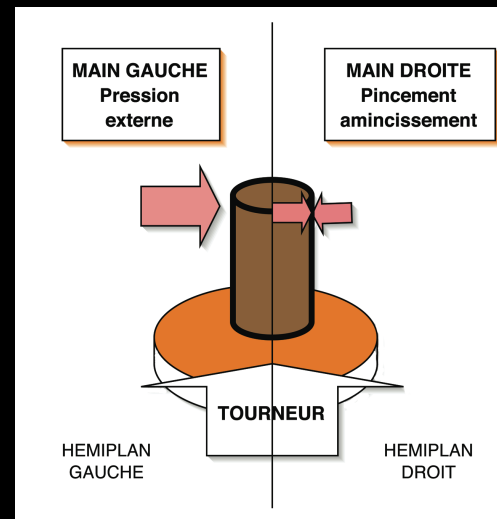 MAIN GAUCHE
Pression
externe
MAIN DROITE
Pincement
amincissement
TOURNEUR
HEMIPLAN
GAUCHE
HEMIPLAN
DROIT